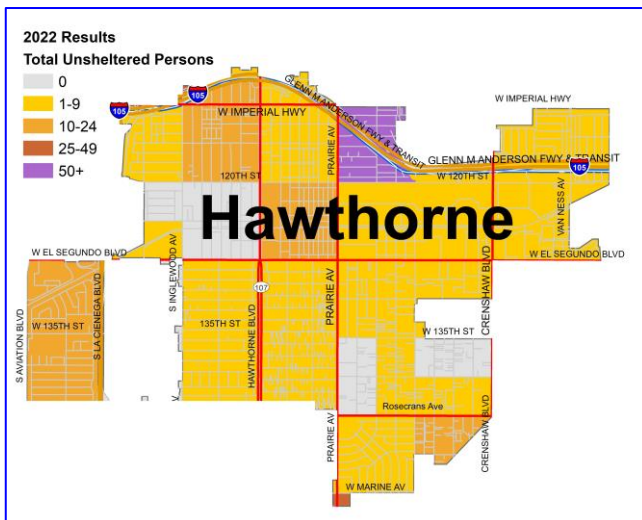 2022 Results
Total Unsheltered Persons
0
1-9
10-24
25-49
50+
105
105
GLENN M ANDERSON FWY & TRANSIT
W IMPERIAL HWY
W IMPERIAL HWY
PRAIRIE AV
GLENN M ANDERSON FWY & TRANSIT
105
120TH ST
W 120TH ST
Hawthorne
VAN NESS AV
W EL SEGUNDO BLVD
S INGLEWOOD AV
W EL SEGUNDO BLVD
107
PRAIRIE AV
CRENSHAW BLVD
S AVIATION BLVD
W 135TH ST
S LA CIENEGA BLVD
135TH ST
HAWTHORNE BLVD
W 135TH ST
Rosecrans Ave
PRAIRIE AV
CRENSHAW BLVD
W MARINE AV